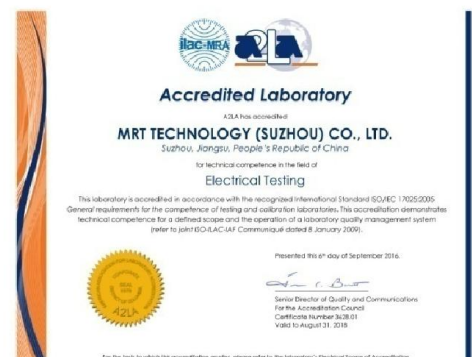 ilac-MRA
A2LA
Accredited Laboratory
A2LA has accredited
MRT TECHNOLOGY (SUZHOU) CO., LTD.
Suzhou, Jiangsu, People's Republic of China
for technical competence in the field of
Electrical Testing
This laboratory is accredited in accordance with the recognized International Standard ISO/IEC 17025:2005
General requirements for the competence of testing and calibration laboratories. This accreditation demonstrates
technical competence for a defined scope and the operation of a laboratory quality management system
(refer to joint ISO-ILAC-IAF Communiqué dated 8 January 2009).
Presented this 6th day of September 2016.
Senior Director of Quality and Communications
For the Accreditation Council
Certificate Number 3628.01
Valid to August 31, 2018
A2LA